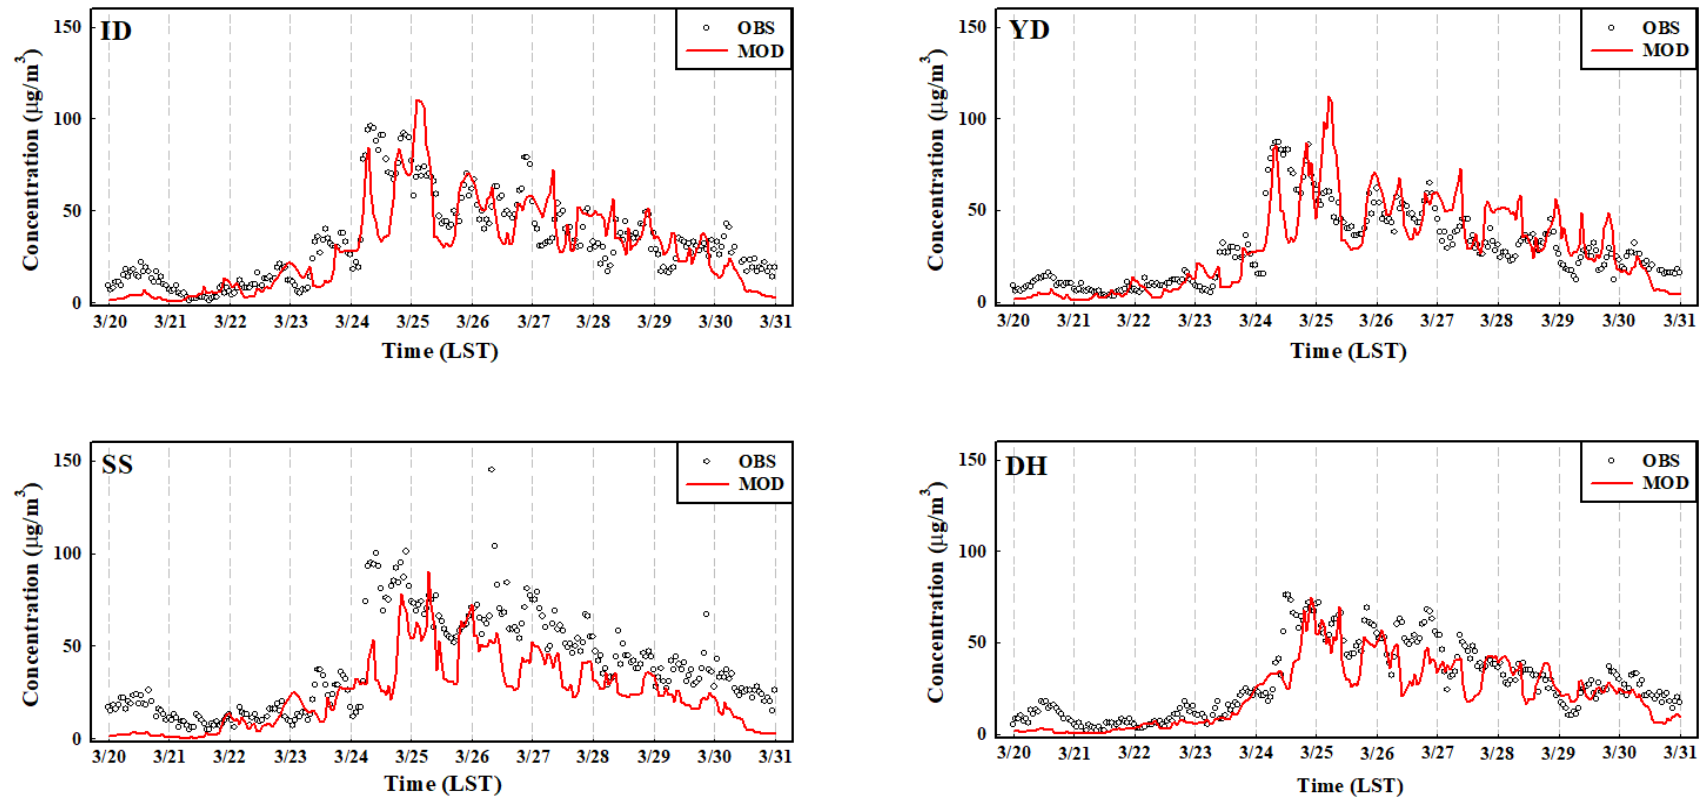 ID
OBS
MOD
150
100
50
0
Concentration (μg/m³)
3/20 3/21 3/22 3/23 3/24 3/25 3/26 3/27 3/28 3/29 3/30 3/31
Time (LST)
YD
OBS
MOD
150
100
50
0
Concentration (μg/m³)
3/20 3/21 3/22 3/23 3/24 3/25 3/26 3/27 3/28 3/29 3/30 3/31
Time (LST)
SS
OBS
MOD
150
100
50
0
Concentration (μg/m³)
3/20 3/21 3/22 3/23 3/24 3/25 3/26 3/27 3/28 3/29 3/30 3/31
Time (LST)
DH
OBS
MOD
150
100
50
0
Concentration (μg/m³)
3/20 3/21 3/22 3/23 3/24 3/25 3/26 3/27 3/28 3/29 3/30 3/31
Time (LST)